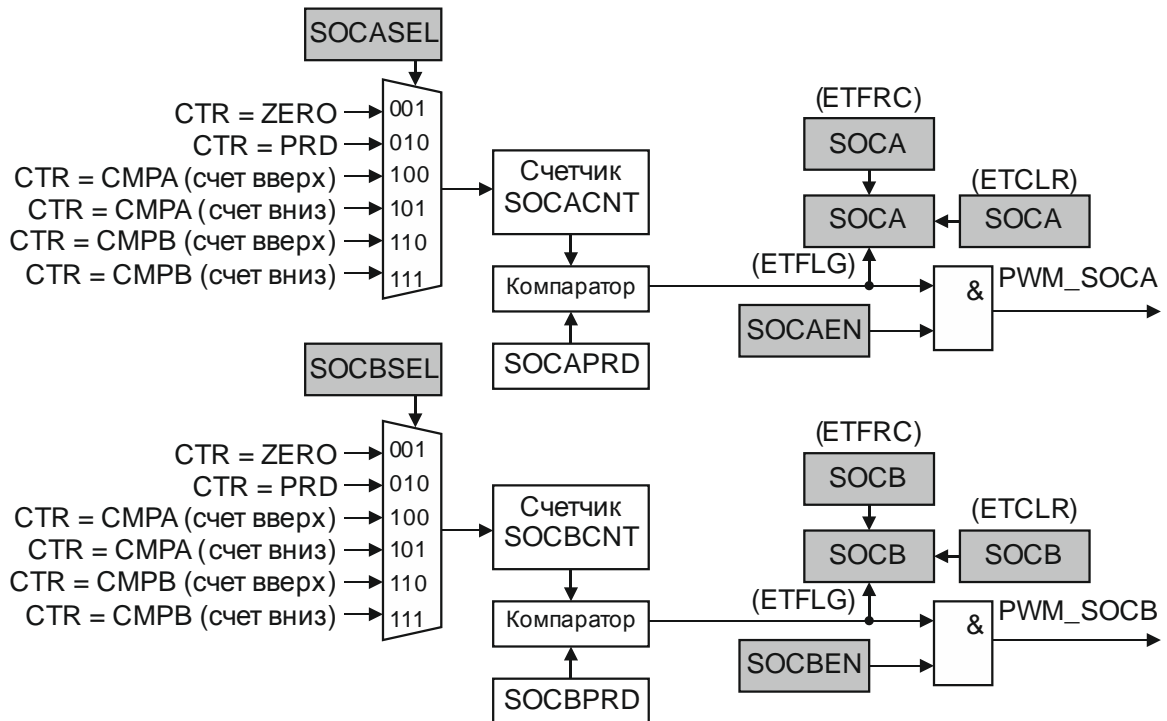 SOCASEL
CTR = ZERO
001
CTR = PRD
010
CTR = CMPA (счет вверх)
100
CTR = CMPA (счет вниз)
101
CTR = CMPB (счет вверх)
110
CTR = CMPB (счет вниз)
111
Счетчик
SOCACNT
Компаратор
SOCAPRD
(ETFRC)
SOCA
(ETCLR)
SOCA
SOCA
(ETFLG)
SOCAEN
&
PWM_SOCA
SOCBSEL
CTR = ZERO
001
CTR = PRD
010
CTR = CMPA (счет вверх)
100
CTR = CMPA (счет вниз)
101
CTR = CMPB (счет вверх)
110
CTR = CMPB (счет вниз)
111
Счетчик
SOCBCNT
Компаратор
SOCBPRD
(ETFRC)
SOCB
(ETCLR)
SOCB
SOCB
(ETFLG)
SOCBEN
&
PWM_SOCB